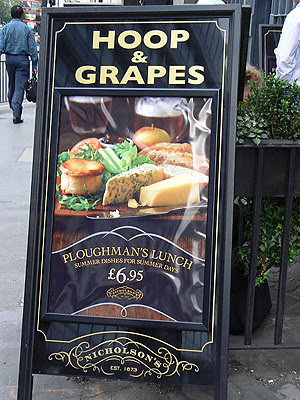 HOOP
&
GRAPES
PLOUGHMAN'S LUNCH
SUMMER DISHES FOR SUMMER DAYS
£6.95
NICHOLSON'S
EST. 1873